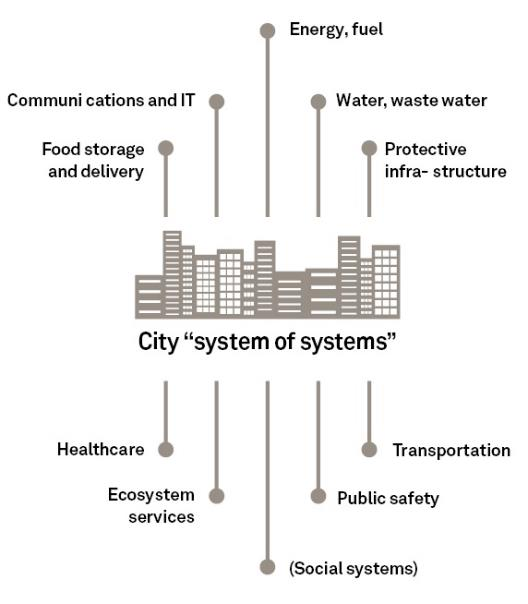 Energy, fuel
Communi cations and IT
Water, waste water
Food storage
and delivery
Protective
infra- structure
City “system of systems”
Healthcare
Transportation
Ecosystem
services
Public safety
(Social systems)